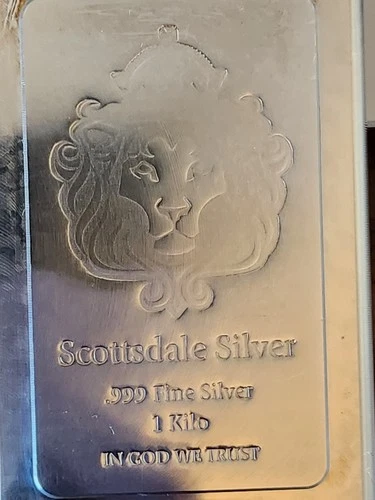 Scottsdale Silver
.999 Fine Silver
1 Kilo
IN GOD WE TRUST